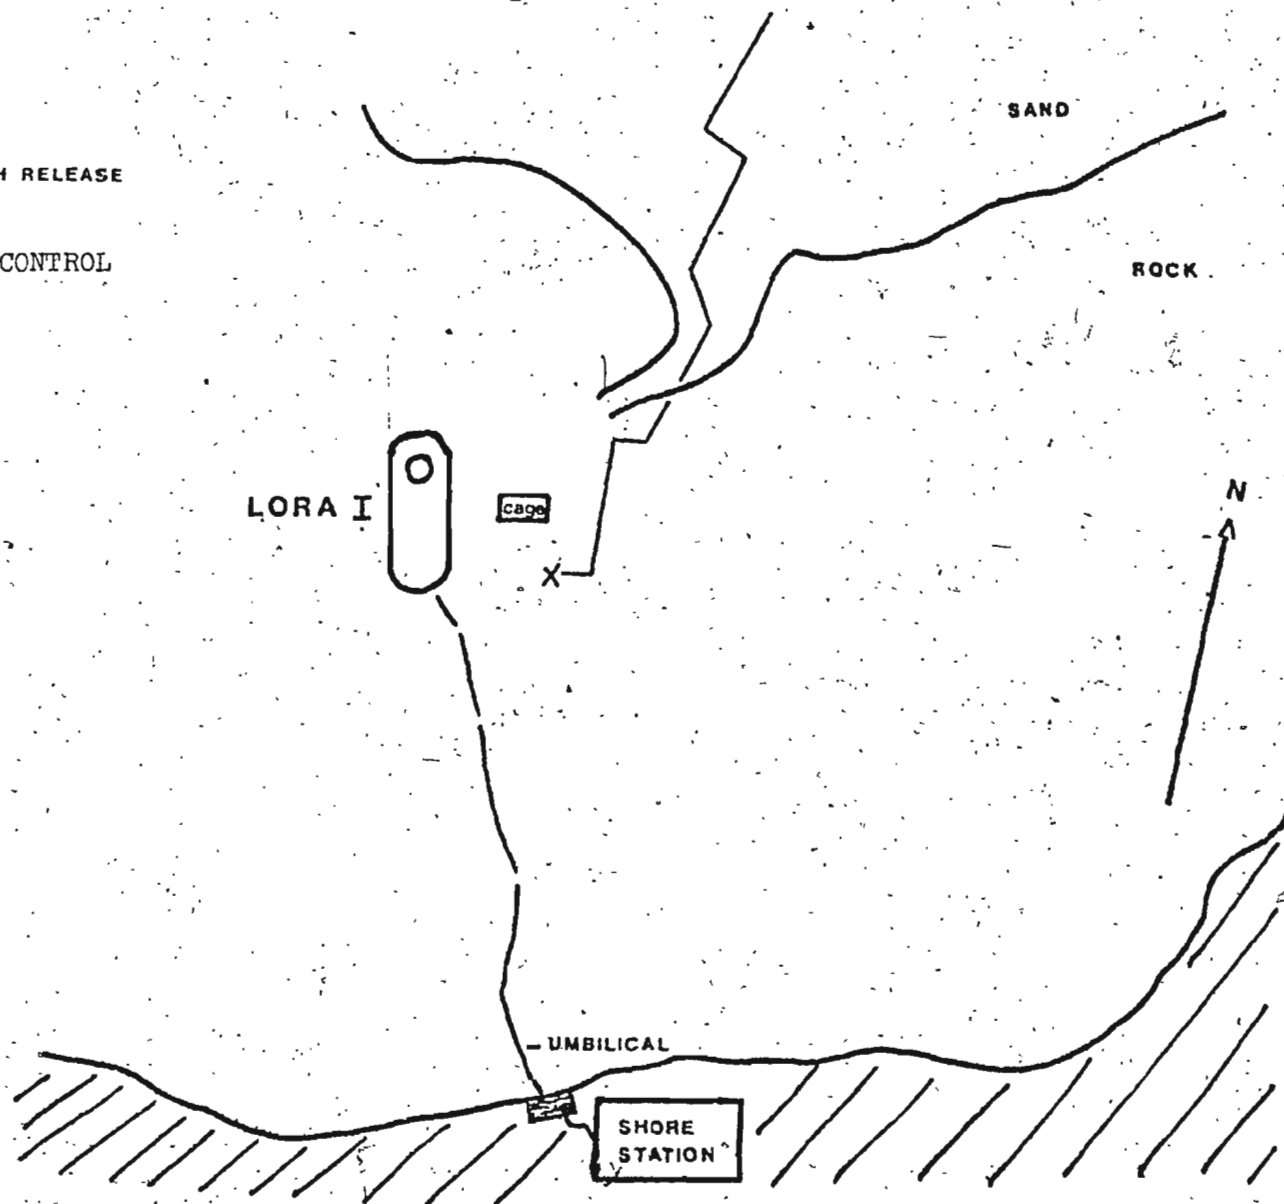 SAND
H RELEASE
CONTROL
ROCK
N
LORA I
cage
X
UMBILICAL
SHORE
STATION